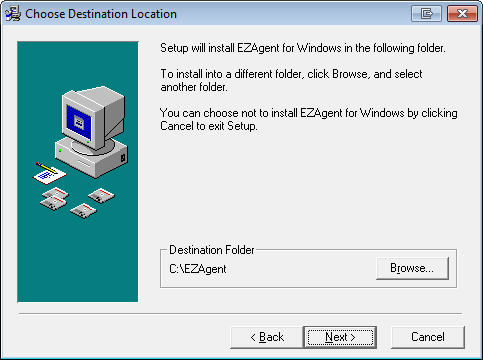 Choose Destination Location
Setup will install EZAgent for Windows in the following folder.
To install into a different folder, click Browse, and select
another folder.
You can choose not to install EZAgent for Windows by clicking
Cancel to exit Setup.
Destination Folder
C:\EZAgent
Browse...
< Back
Next >
Cancel